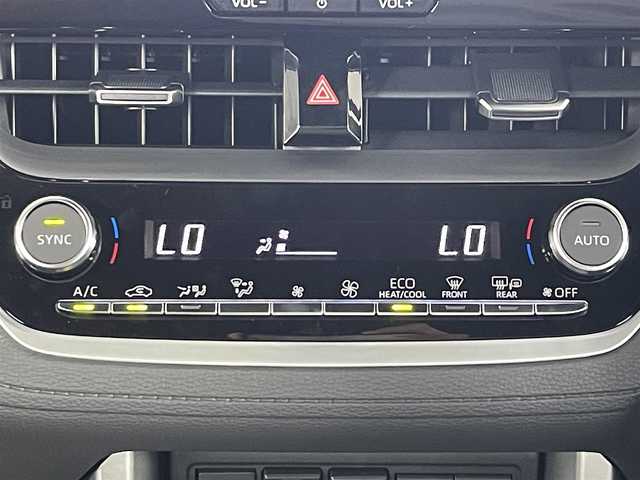 VOL− VOL+
SYNC LO LO AUTO
A/C ECO HEAT/COOL FRONT REAR OFF